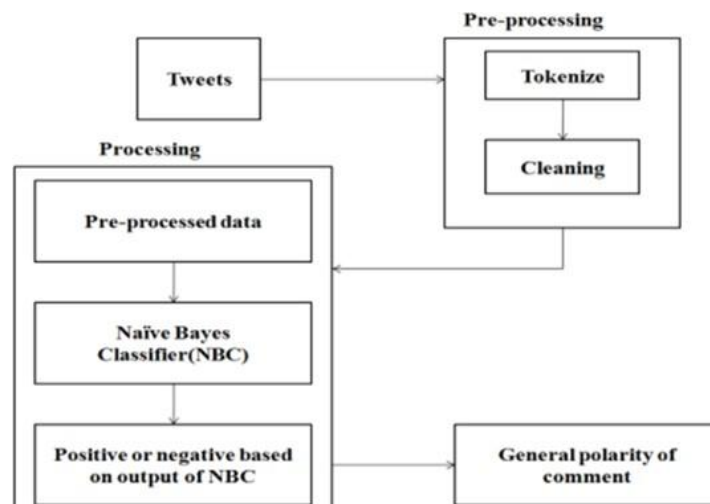 Pre-processing
Tweets
Tokenize
Cleaning
Processing
Pre-processed data
Naïve Bayes
Classifier(NBC)
Positive or negative based
on output of NBC
General polarity of
comment